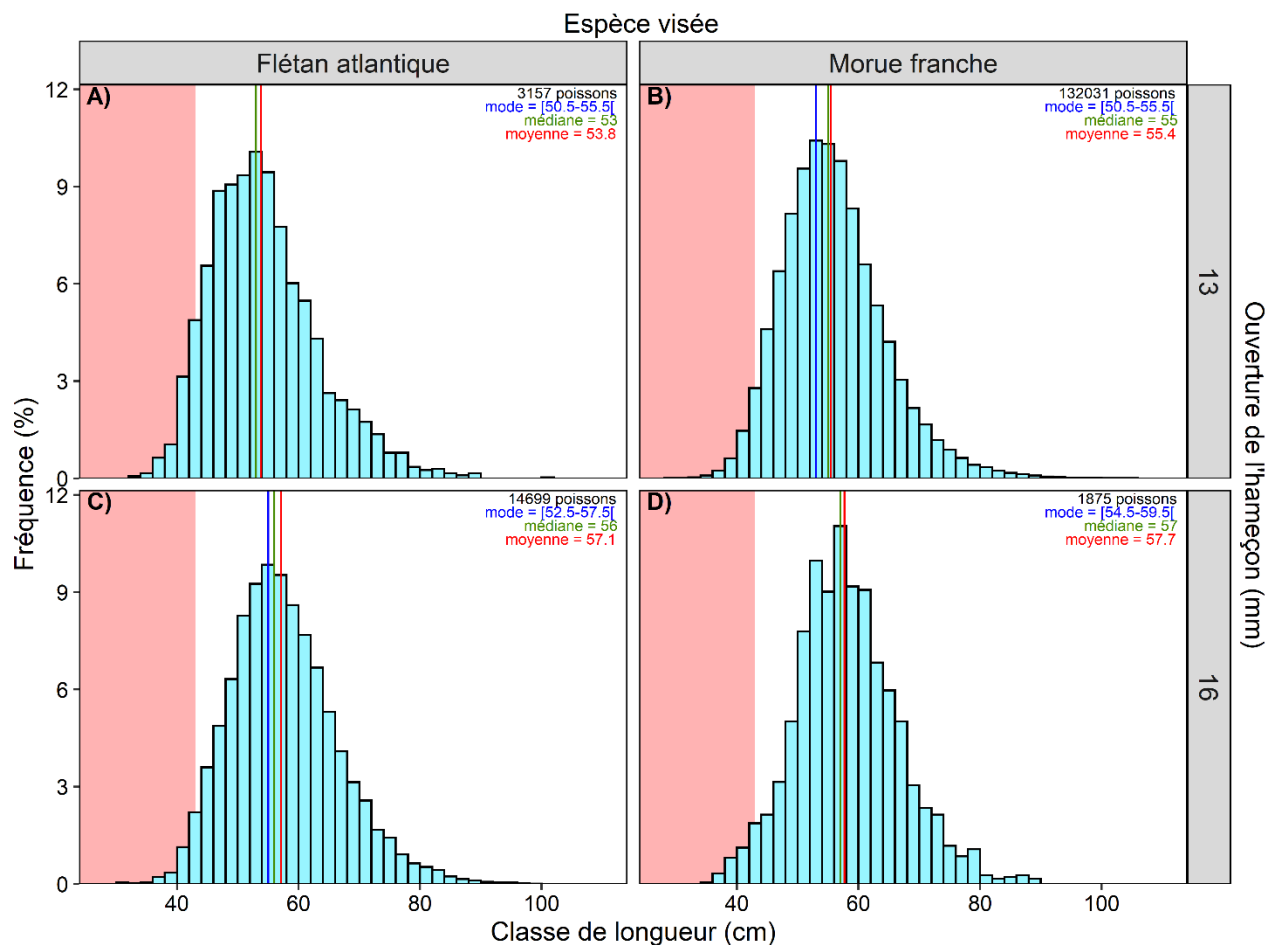 Espèce visée
Flétan atlantique
Morue franche
A)
3157 poissons
mode = [50.5-55.5[
médiane = 53
moyenne = 53.8
B)
132031 poissons
mode = [50.5-55.5[
médiane = 55
moyenne = 55.4
12
9
6
3
0
13
C)
14699 poissons
mode = [52.5-57.5[
médiane = 56
moyenne = 57.1
D)
1875 poissons
mode = [54.5-59.5[
médiane = 57
moyenne = 57.7
12
9
6
3
0
16
40
60
80
100
40
60
80
100
Fréquence (%)
Classe de longueur (cm)
Ouverture de l'hameçon (mm)